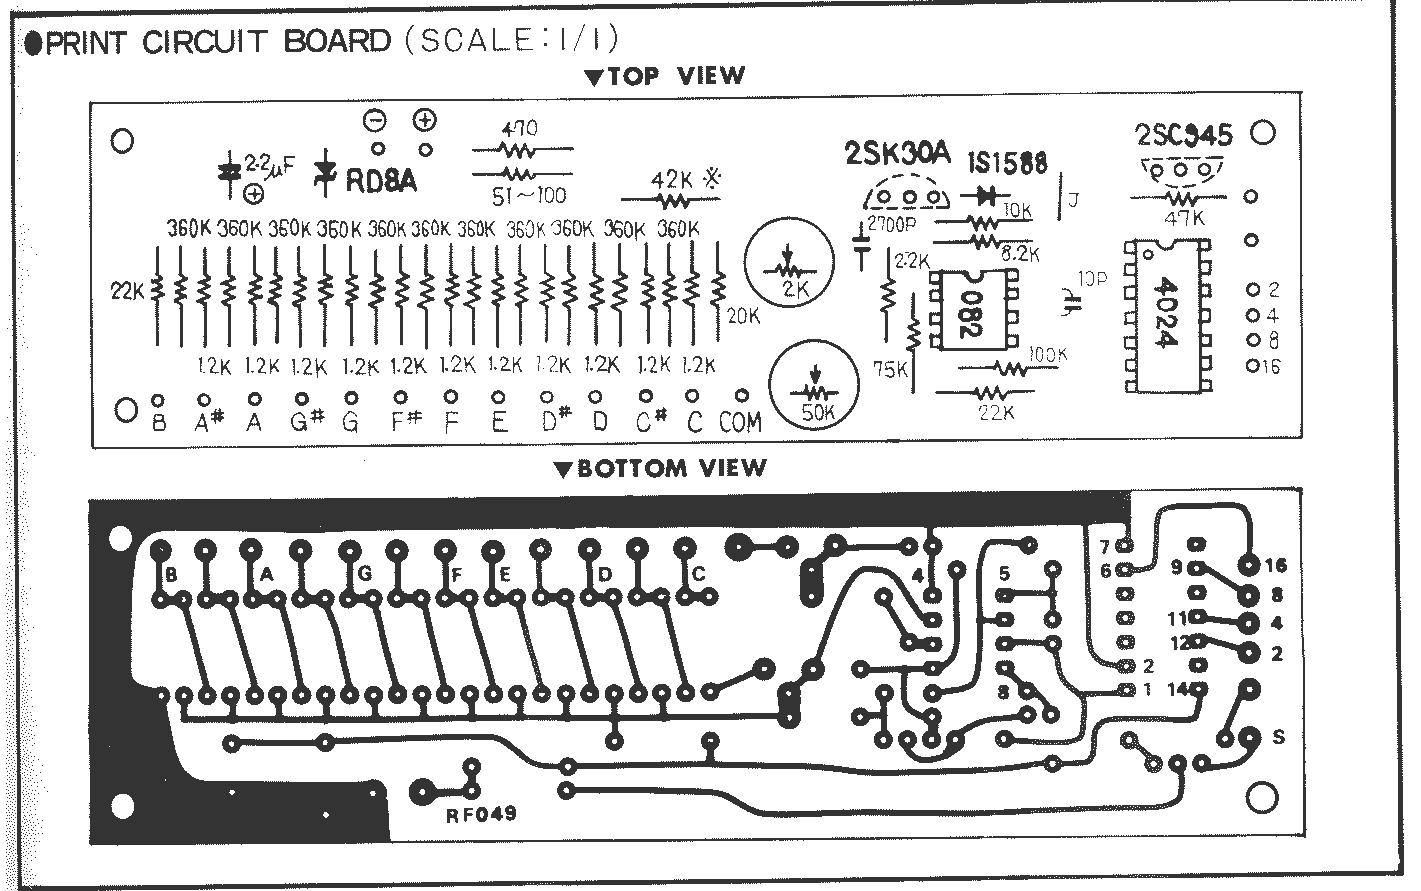 ●PRINT CIRCUIT BOARD (SCALE:1/1)
▼TOP VIEW
470
2SC945
2SK30A
1S1588
2·2μF
RD8A
51~100
42K ※
J
10K
47K
2700P
8.2K
360K 360K 360K 360K 360K 360K 360K 360K 360K 360K 360K
2.2K
10P
22K
2K
20K
082
4024
2
4
8
16
1.2K 1.2K 1.2K 1.2K 1.2K 1.2K 1.2K 1.2K 1.2K 1.2K 1.2K
75K
100K
50K
22K
B A# A G# G F# F E D# D C# C COM
▼BOTTOM VIEW
7
B A G F E D C
4
5
6
9
16
8
11
4
12
2
2
8
1
14
S
RF049